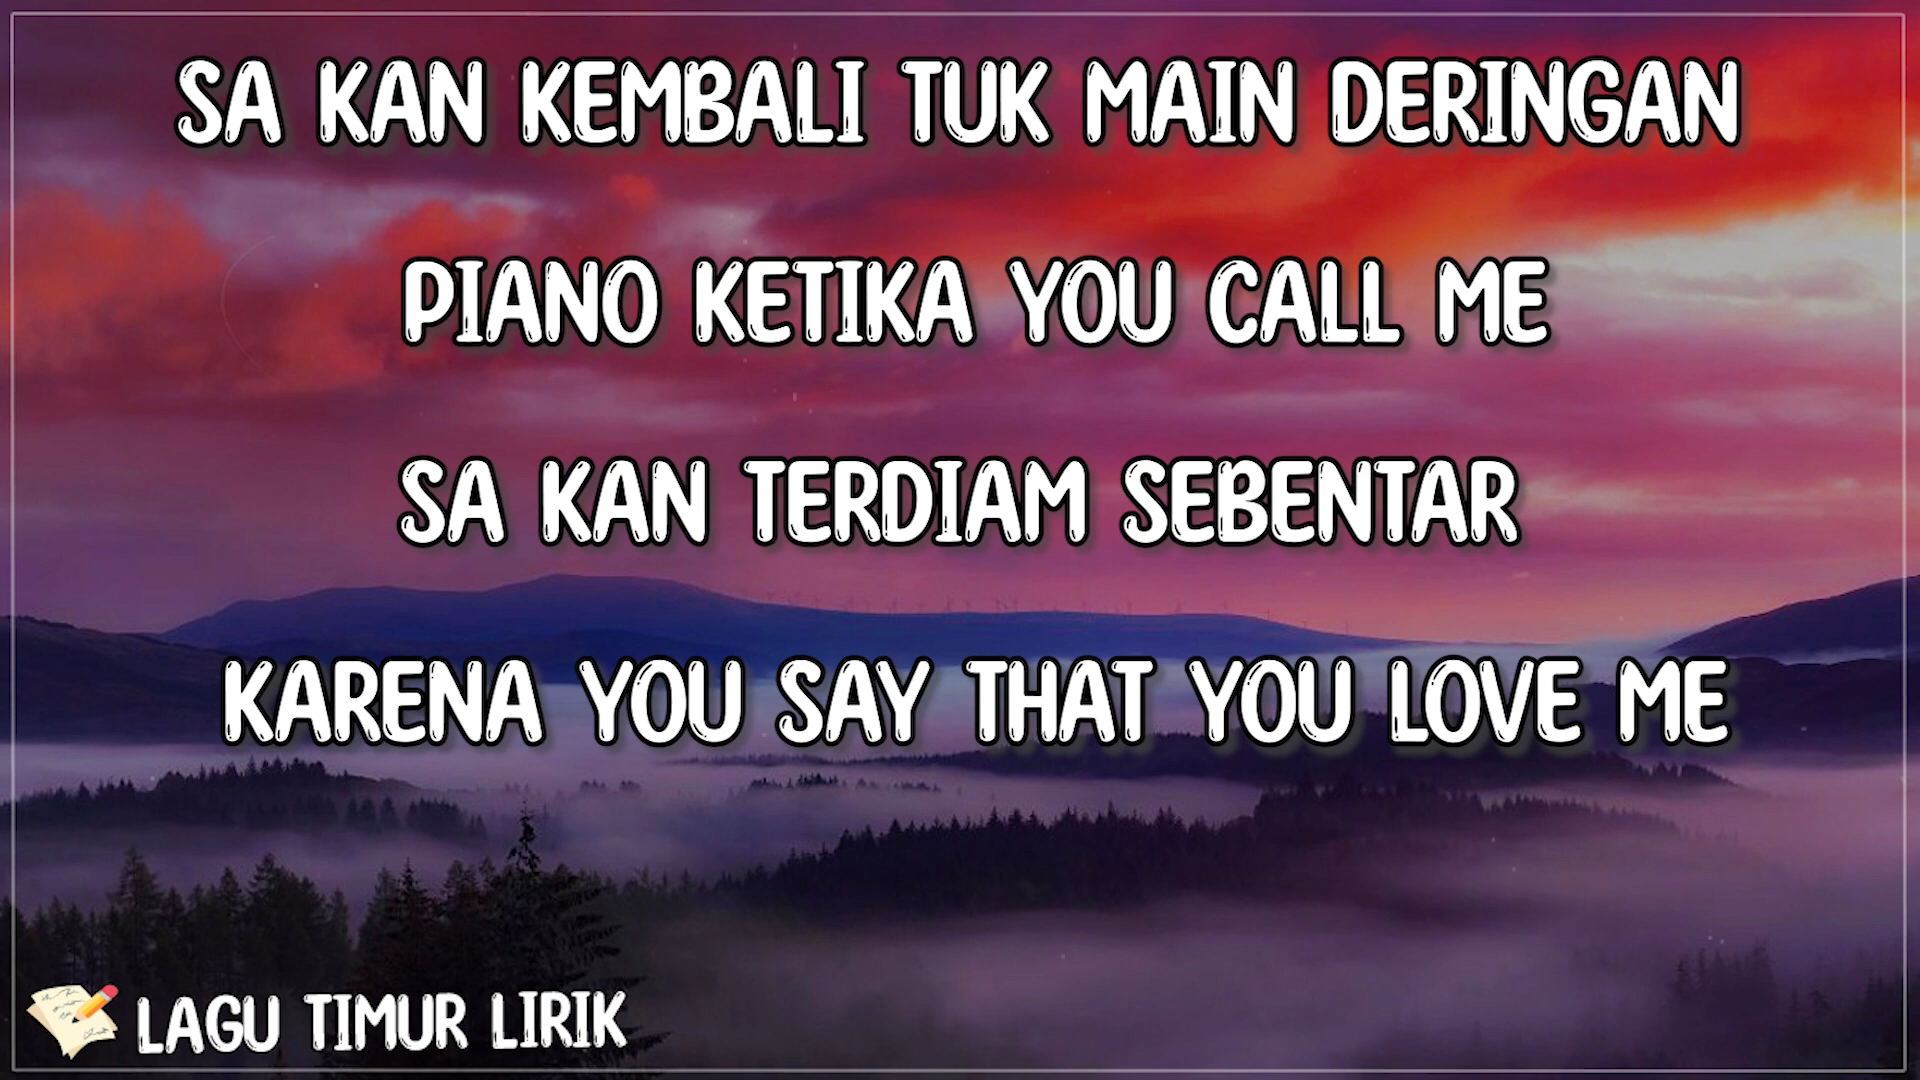 SA KAN KEMBALI TUK MAIN DERINGAN
PIANO KETIKA YOU CALL ME
SA KAN TERDIAM SEBENTAR
KARENA YOU SAY THAT YOU LOVE ME
LAGU TIMUR LIRIK